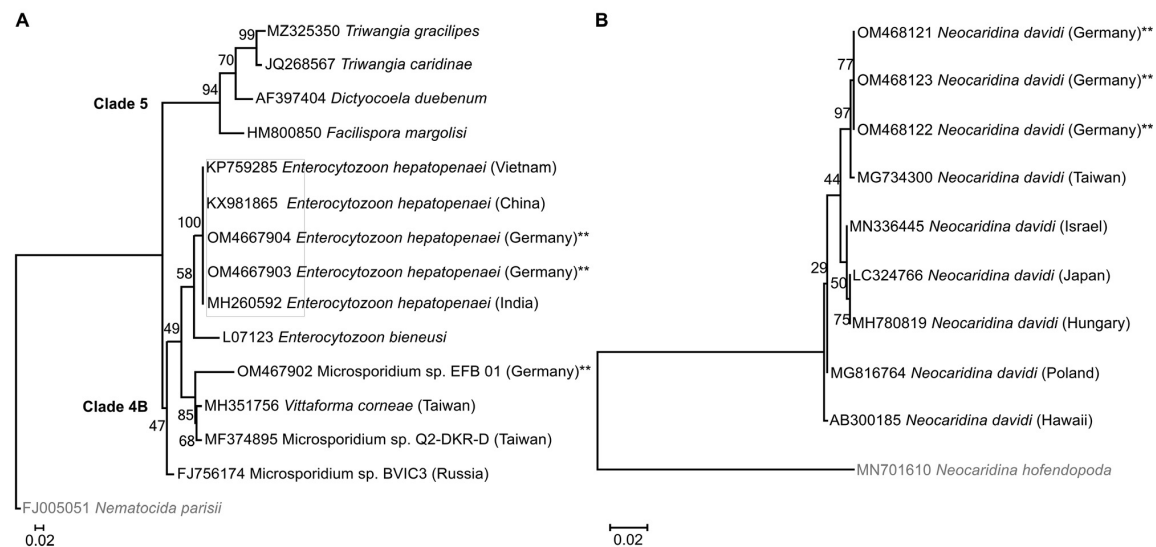 A
99
MZ325350 Triwangia gracilipes
70
JQ268567 Triwangia caridinae
94
AF397404 Dictyocoela duebenum
Clade 5
HM800850 Facilispora margolisi
KP759285 Enterocytozoon hepatopenaei (Vietnam)
KX981865 Enterocytozoon hepatopenaei (China)
100
OM4667904 Enterocytozoon hepatopenaei (Germany)**
58
OM4667903 Enterocytozoon hepatopenaei (Germany)**
MH260592 Enterocytozoon hepatopenaei (India)
49
L07123 Enterocytozoon bieneusi
OM467902 Microsporidium sp. EFB 01 (Germany)**
Clade 4B
MH351756 Vittaforma corneae (Taiwan)
85
47
68
MF374895 Microsporidium sp. Q2-DKR-D (Taiwan)
FJ756174 Microsporidium sp. BVIC3 (Russia)
FJ005051 Nematocida parisii
0.02
B
OM468121 Neocaridina davidi (Germany)**
77
OM468123 Neocaridina davidi (Germany)**
97
OM468122 Neocaridina davidi (Germany)**
44
MG734300 Neocaridina davidi (Taiwan)
MN336445 Neocaridina davidi (Israel)
29
50
LC324766 Neocaridina davidi (Japan)
75
MH780819 Neocaridina davidi (Hungary)
MG816764 Neocaridina davidi (Poland)
AB300185 Neocaridina davidi (Hawaii)
MN701610 Neocaridina hofendopoda
0.02